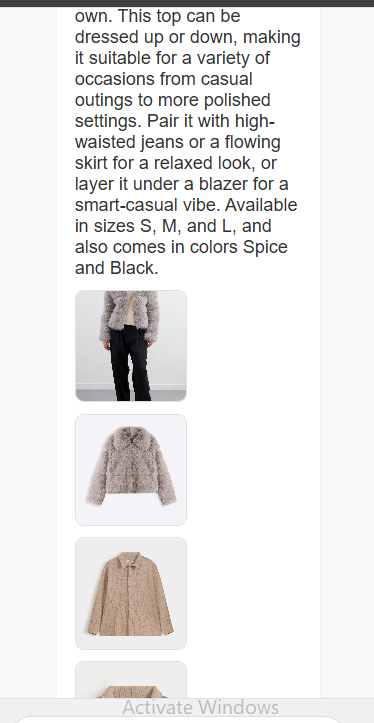 own. This top can be
dressed up or down, making
it suitable for a variety of
occasions from casual
outings to more polished
settings. Pair it with high-
waisted jeans or a flowing
skirt for a relaxed look, or
layer it under a blazer for a
smart-casual vibe. Available
in sizes S, M, and L, and
also comes in colors Spice
and Black.
Activate Windows